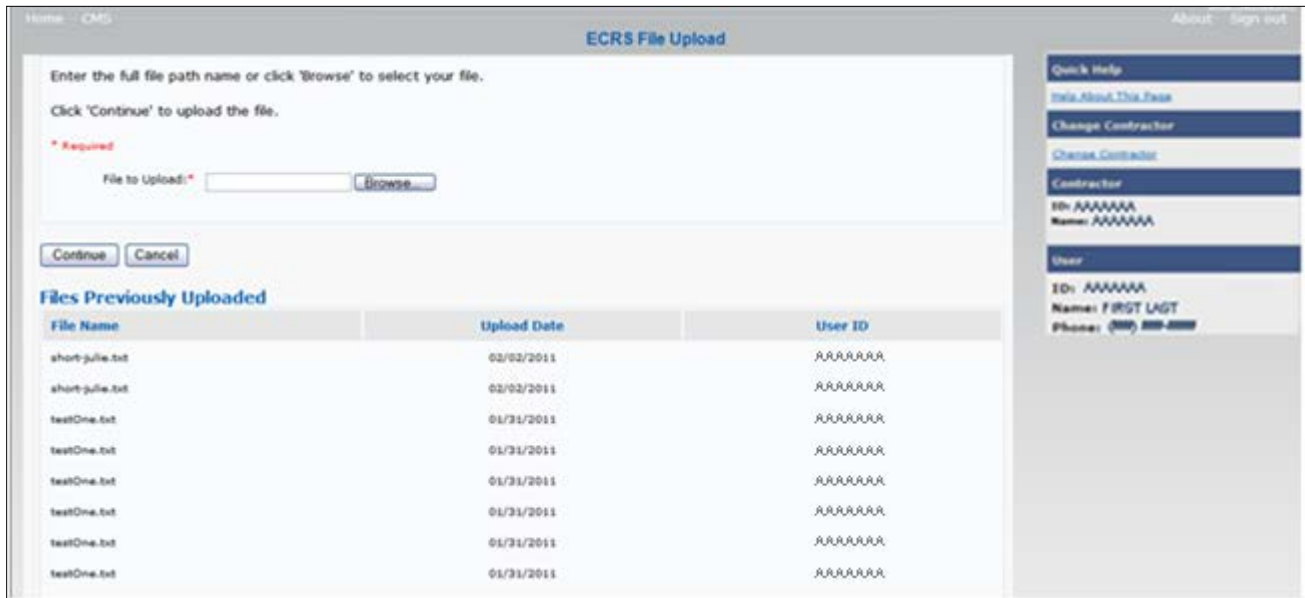 Home CMS
About Sign out
ECRS File Upload
Enter the full file path name or click 'Browse' to select your file.
Click 'Continue' to upload the file.
* Required
File to Upload:* Browse...
Continue Cancel
Files Previously Uploaded
File Name Upload Date User ID
short-julie.txt 02/02/2011 AAAAAAA
short-julie.txt 02/02/2011 AAAAAAA
testOne.txt 01/31/2011 AAAAAAA
testOne.txt 01/31/2011 AAAAAAA
testOne.txt 01/31/2011 AAAAAAA
testOne.txt 01/31/2011 AAAAAAA
testOne.txt 01/31/2011 AAAAAAA
testOne.txt 01/31/2011 AAAAAAA
Quick Help
Help About This Page
Change Contractor
Change Contractor
Contractor
ID: AAAAAAA
Name: AAAAAAA
User
ID: AAAAAAA
Name: FIRST LAST
Phone: